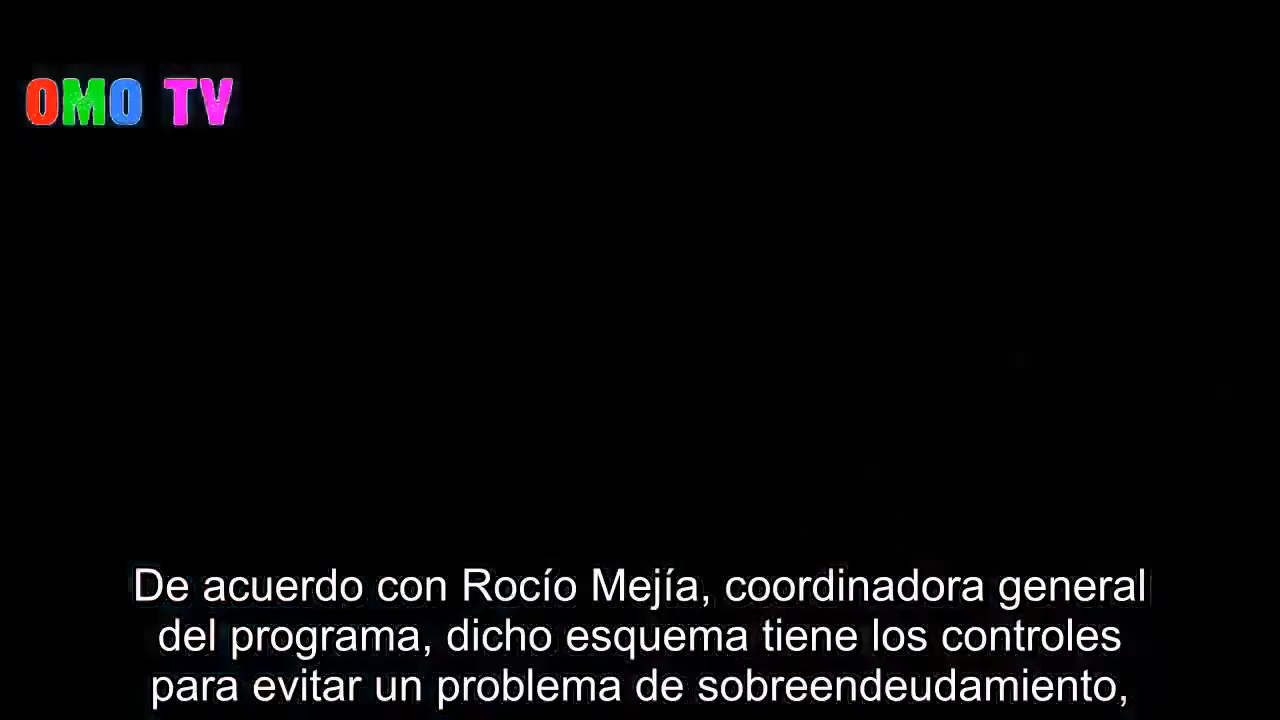 OMO TV
De acuerdo con Rocío Mejía, coordinadora general
del programa, dicho esquema tiene los controles
para evitar un problema de sobreendeudamiento,